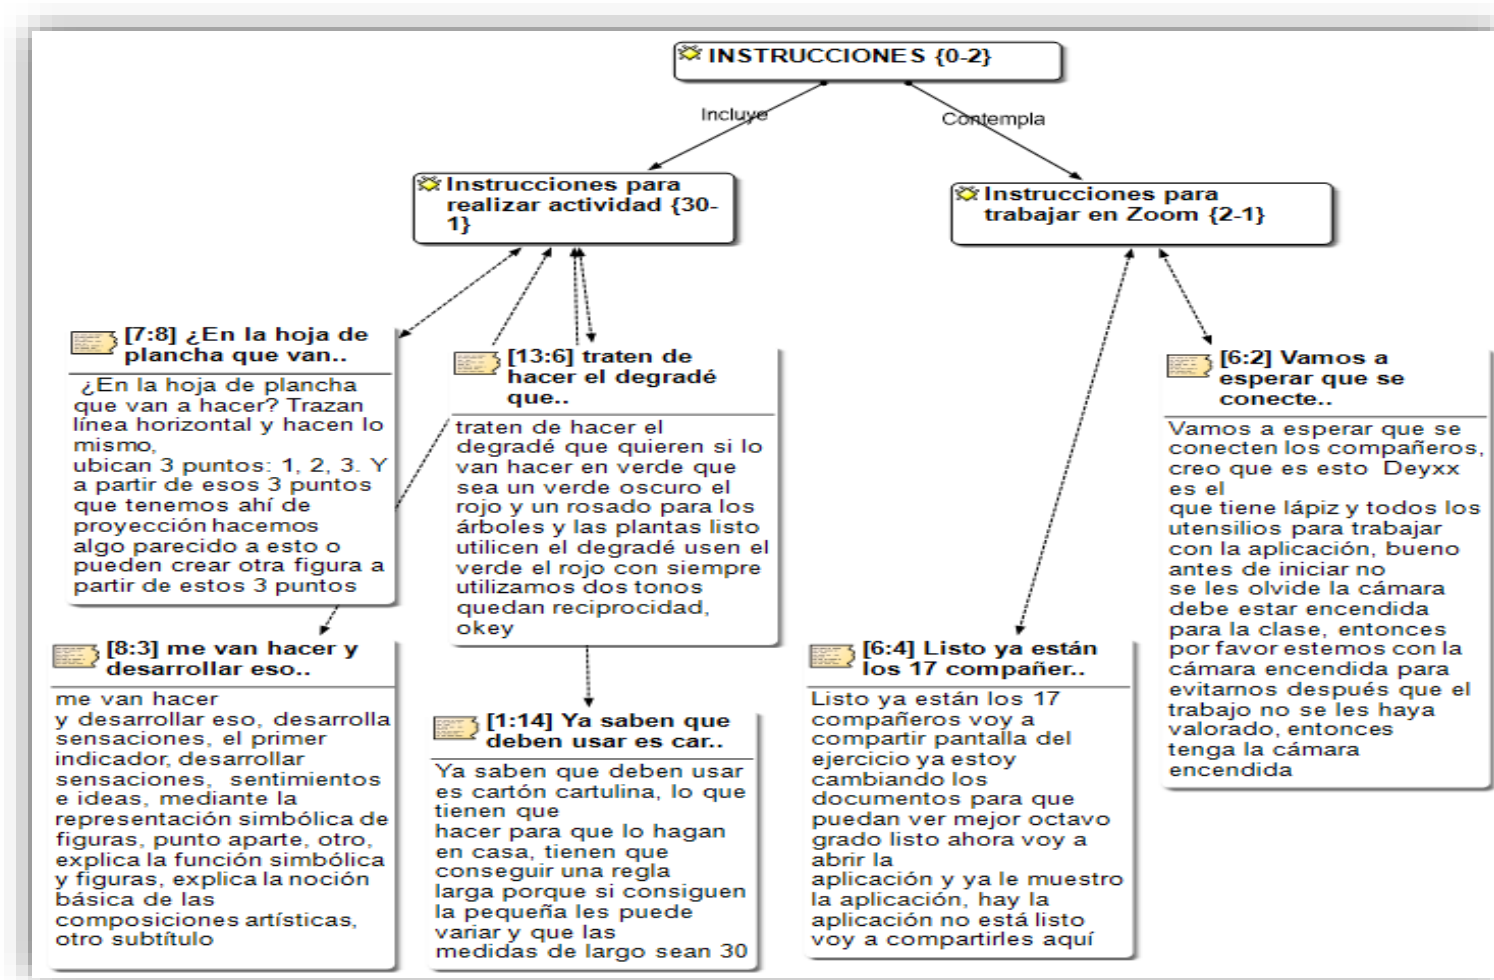 INSTRUCCIONES {0-2}
Incluye
Contempla
Instrucciones para
realizar actividad {30-
1}
Instrucciones para
trabajar en Zoom {2-1}
[7:8] ¿En la hoja de
plancha que van..
¿En la hoja de plancha
que van a hacer? Trazan
línea horizontal y hacen lo
mismo,
ubican 3 puntos: 1, 2, 3. Y
a partir de esos 3 puntos
que tenemos ahí de
proyección hacemos
algo parecido a esto o
pueden crear otra figura a
partir de estos 3 puntos
[13:6] traten de
hacer el degradé
que..
traten de hacer el
degradé que quieren si lo
van hacer en verde que
sea un verde oscuro el
rojo y un rosado para los
árboles y las plantas listo
utilicen el degradé usen el
verde el rojo con siempre
utilizamos dos tonos
quedan reciprocidad,
okey
[6:2] Vamos a
esperar que se
conecte..
Vamos a esperar que se
conecten los compañeros,
creo que es esto Deyxx
es el
que tiene lápiz y todos los
utensilios para trabajar
con la aplicación, bueno
antes de iniciar no
se les olvide la cámara
debe estar encendida
para la clase, entonces
por favor estemos con la
cámara encendida para
evitarnos después que el
trabajo no se les haya
valorado, entonces
tenga la cámara
encendida
[8:3] me van hacer y
desarrollar eso..
me van hacer
y desarrollar eso, desarrolla
sensaciones, el primer
indicador, desarrollar
sensaciones, sentimientos
e ideas, mediante la
representación simbólica de
figuras, punto aparte, otro,
explica la función simbólica
y figuras, explica la noción
básica de las
composiciones artísticas,
otro subtítulo
[1:14] Ya saben que
deben usar es car..
Ya saben que deben usar
es cartón cartulina, lo que
tienen que
hacer para que lo hagan
en casa, tienen que
conseguir una regla
larga porque si consiguen
la pequeña les puede
variar y que las
medidas de largo sean 30
[6:4] Listo ya están
los 17 compañer..
Listo ya están los 17
compañeros voy a
compartir pantalla del
ejercicio ya estoy
cambiando los
documentos para que
puedan ver mejor octavo
grado listo ahora voy a
abrir la
aplicación y ya le muestro
la aplicación, hay la
aplicación no está listo
voy a compartirles aquí